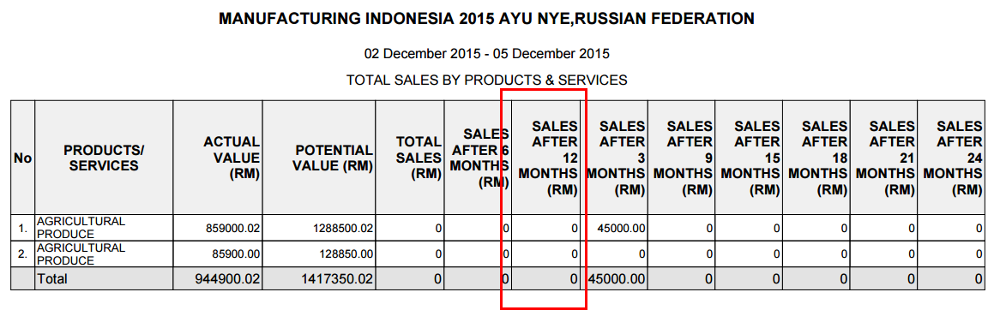 MANUFACTURING INDONESIA 2015 AYU NYE,RUSSIAN FEDERATION
02 December 2015 - 05 December 2015
TOTAL SALES BY PRODUCTS & SERVICES
No
PRODUCTS/
SERVICES
ACTUAL
VALUE
(RM)
POTENTIAL
VALUE (RM)
TOTAL
SALES
(RM)
SALES
AFTER 6
MONTHS
(RM)
SALES
AFTER
12
MONTHS
(RM)
SALES
AFTER
3
MONTHS
(RM)
SALES
AFTER
9
MONTHS
(RM)
SALES
AFTER
15
MONTHS
(RM)
SALES
AFTER
18
MONTHS
(RM)
SALES
AFTER
21
MONTHS
(RM)
SALES
AFTER
24
MONTHS
(RM)
1. AGRICULTURAL
PRODUCE
859000.02 1288500.02 0 0 0 45000.00 0 0 0 0 0
2. AGRICULTURAL
PRODUCE
85900.00 128850.00 0 0 0 0 0 0 0 0 0
Total 944900.02 1417350.02 0 0 0 45000.00 0 0 0 0 0